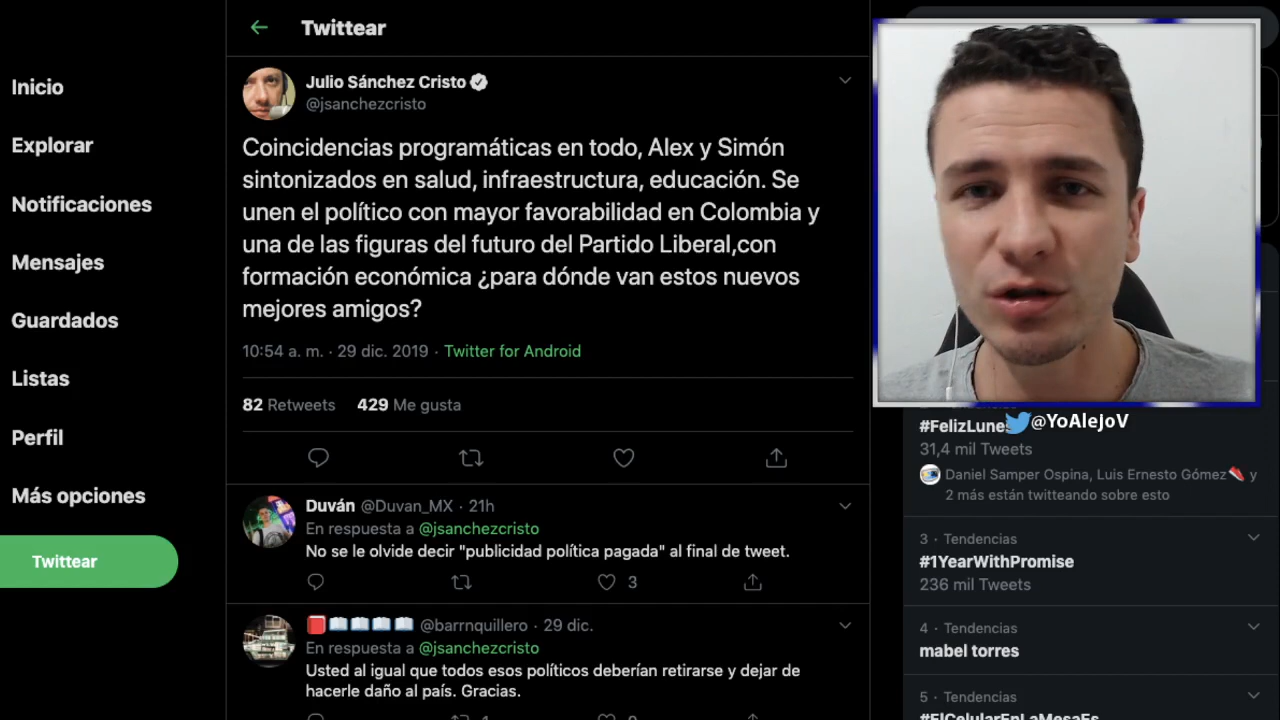 Twittear
Inicio
Explorar
Notificaciones
Mensajes
Guardados
Listas
Perfil
Más opciones
Twittear
Julio Sánchez Cristo
@jsanchezcristo
Coincidencias programáticas en todo, Alex y Simón
sintonizados en salud, infraestructura, educación. Se
unen el político con mayor favorabilidad en Colombia y
una de las figuras del futuro del Partido Liberal,con
formación económica ¿para dónde van estos nuevos
mejores amigos?
10:54 a. m. · 29 dic. 2019 · Twitter for Android
82 Retweets 429 Me gusta
Duván @Duvan_MX · 21h
En respuesta a @jsanchezcristo
No se le olvide decir "publicidad política pagada" al final de tweet.
3
@barrnquillero · 29 dic.
En respuesta a @jsanchezcristo
Usted al igual que todos esos políticos deberían retirarse y dejar de
hacerle daño al país. Gracias.
@YoAlejoV
#FelizLunes
31,4 mil Tweets
Daniel Samper Ospina, Luis Ernesto Gómez y
2 más están twitteando sobre esto
3 · Tendencias
#1YearWithPromise
236 mil Tweets
4 · Tendencias
mabel torres
5 · Tendencias
#ElCelularEnLaMesaEs